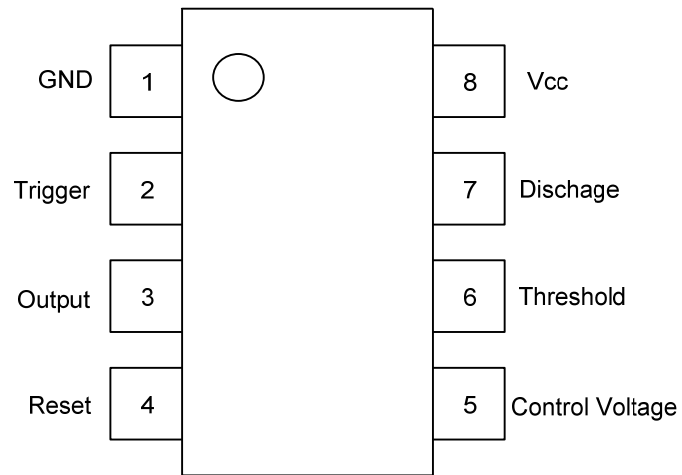 GND 1 8 Vcc
Trigger 2 7 Dischage
Output 3 6 Threshold
Reset 4 5 Control Voltage